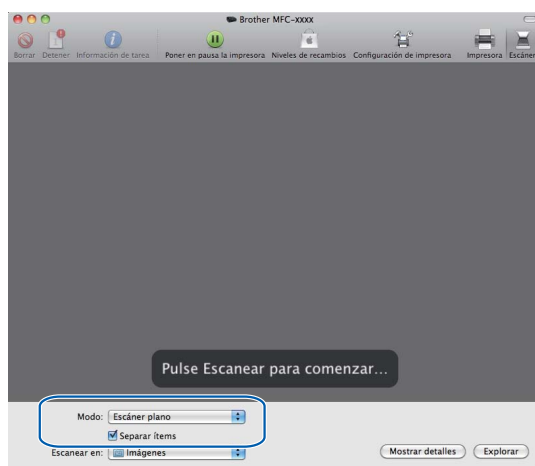 Brother MFC-XXXX
Borrar Detener Información de tarea Poner en pausa la impresora Niveles de recambios Configuración de impresora Impresora Escáner
Pulse Escanear para comenzar...
Modo: Escáner plano
Separar ítems
Escanear en: Imágenes Mostrar detalles Explorar